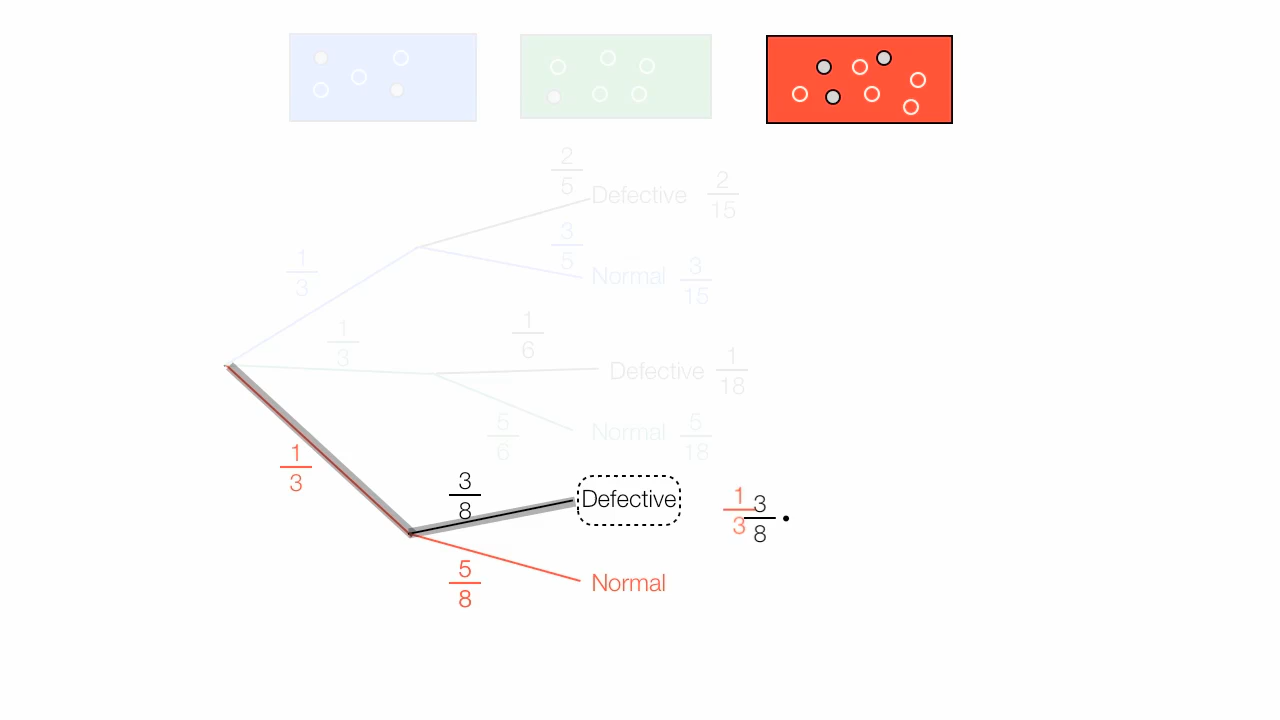 2/5 Defective 2/15
3/5 Normal 3/15
1/3
1/3 1/6 Defective 1/18
5/6 Normal 5/18
1/3 3/8 Defective 1/3 3/8 ·
5/8 Normal